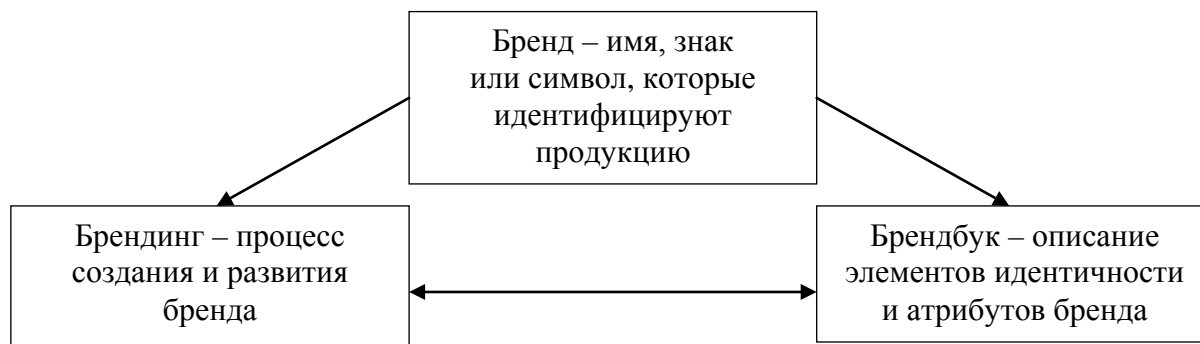 Бренд – имя, знак
или символ, которые
идентифицируют
продукцию
Брендинг – процесс
создания и развития
бренда
Брендбук – описание
элементов идентичности
и атрибутов бренда